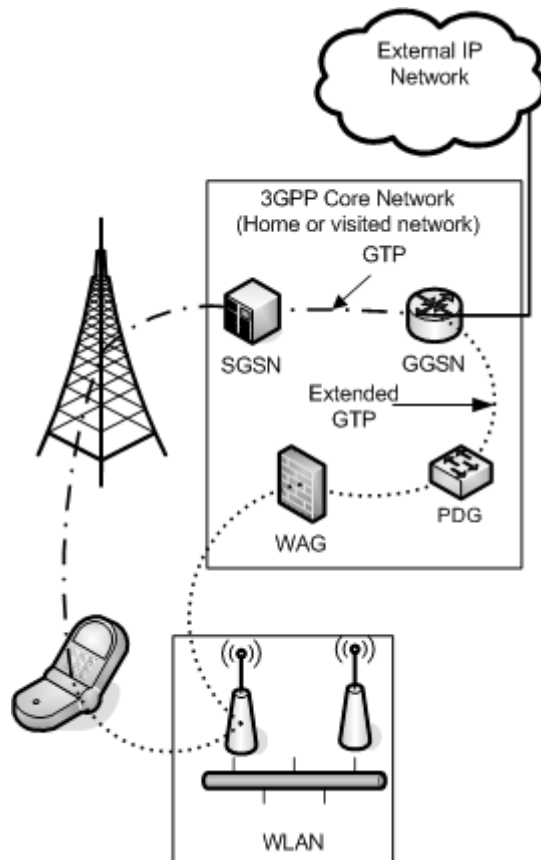 External IP
Network
3GPP Core Network
(Home or visited network)
GTP
SGSN
GGSN
Extended
GTP
WAG
PDG
WLAN